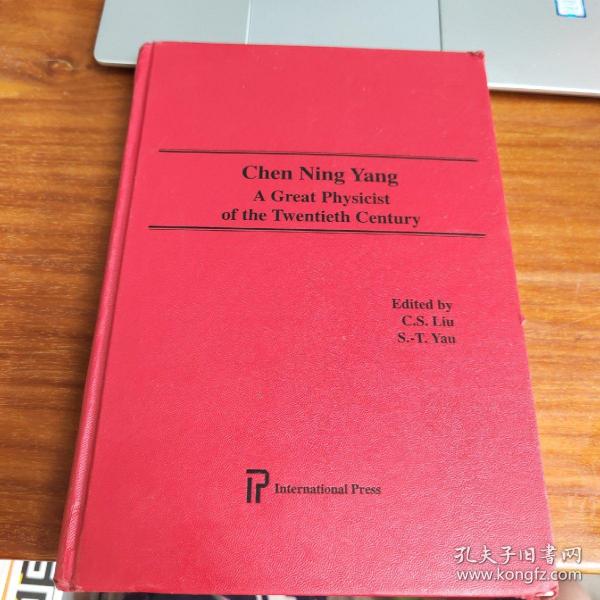 Chen Ning Yang
A Great Physicist
of the Twentieth Century
Edited by
C.S. Liu
S.-T. Yau
International Press
孔夫子旧书网
www.kongfz.com